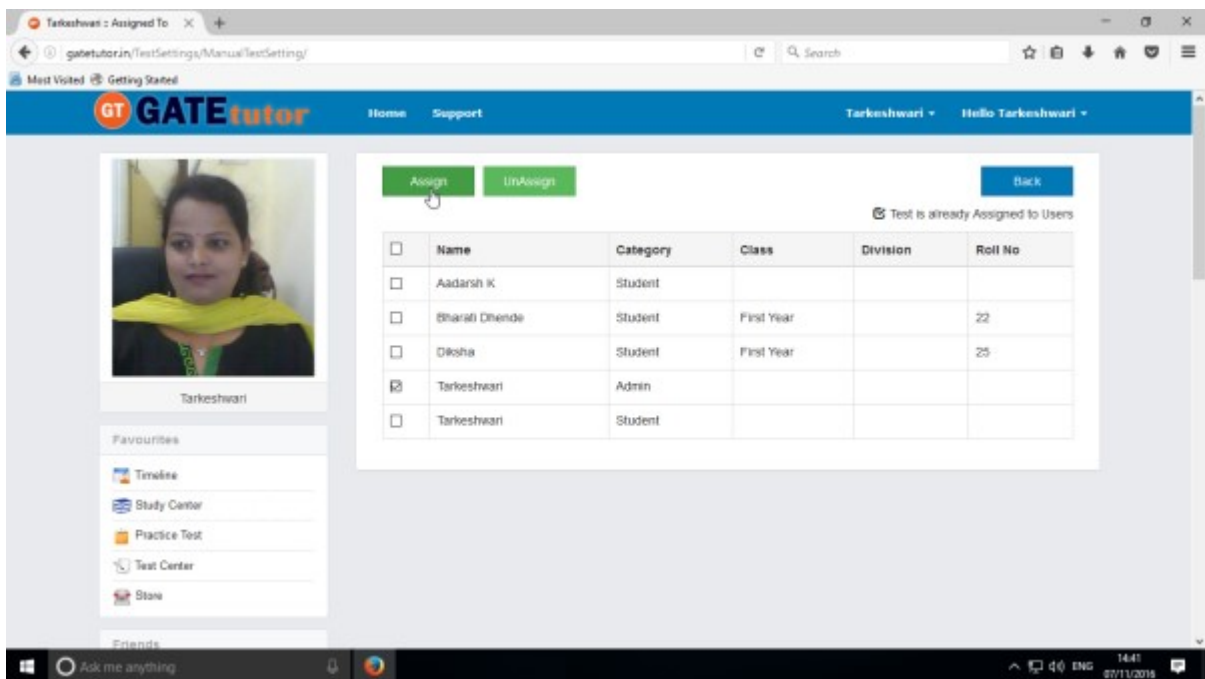 Tarkeshwari :: Assigned To
gatetutor.in/TestSettings/ManualTestSetting/
Search
Most Visited Getting Started
GT GATEtutor Home Support Tarkeshwari Hello Tarkeshwari
Assign UnAssign Back
Test is already Assigned to Users
Name Category Class Division Roll No
Aadarsh K Student
Bharati Dhende Student First Year 22
Diksha Student First Year 25
Tarkeshwari Admin
Tarkeshwari Student
Tarkeshwari
Favourites
Timeline
Study Center
Practice Test
Test Center
Store
Friends
Ask me anything ENG 14:41
07/11/2016